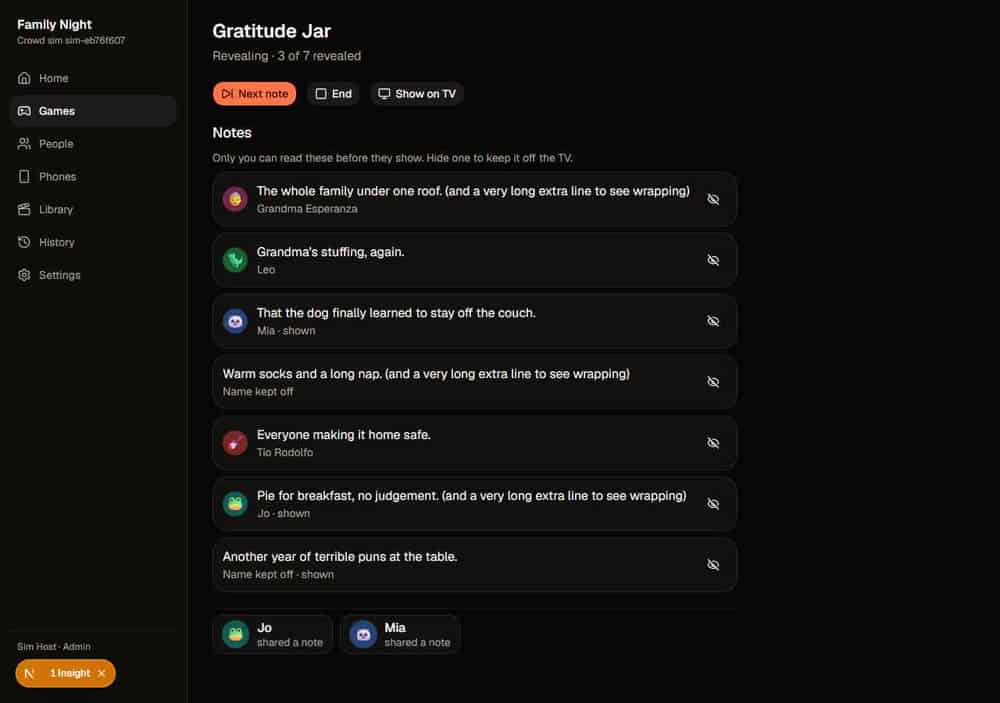 Family Night
Crowd sim sim-eb76f607
Home
Games
People
Phones
Library
History
Settings
Sim Host · Admin
1 Insight
Gratitude Jar
Revealing · 3 of 7 revealed
Next note
End
Show on TV
Notes
Only you can read these before they show. Hide one to keep it off the TV.
The whole family under one roof. (and a very long extra line to see wrapping)
Grandma Esperanza
Grandma's stuffing, again.
Leo
That the dog finally learned to stay off the couch.
Mia · shown
Warm socks and a long nap. (and a very long extra line to see wrapping)
Name kept off
Everyone making it home safe.
Tío Rodolfo
Pie for breakfast, no judgement. (and a very long extra line to see wrapping)
Jo · shown
Another year of terrible puns at the table.
Name kept off · shown
Jo
shared a note
Mia
shared a note